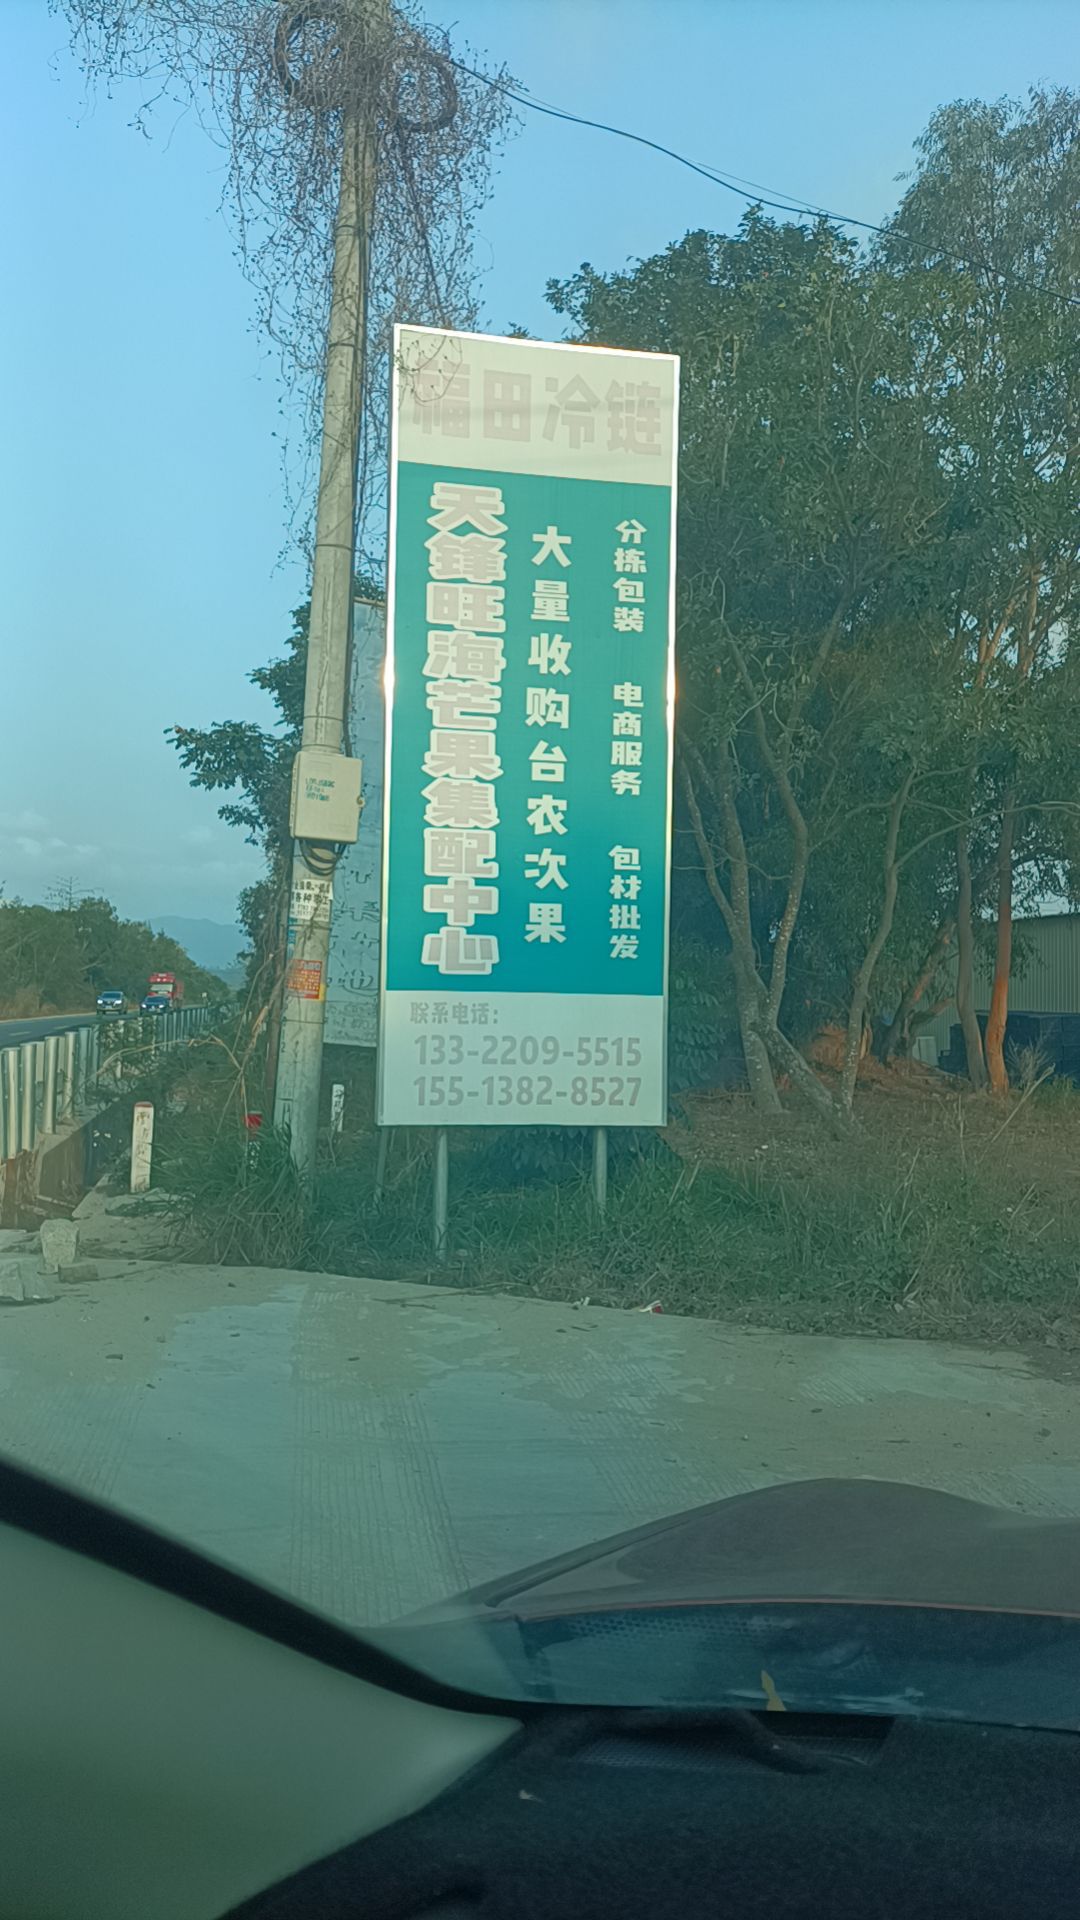 福田冷链
天锋旺海芒果集配中心
大量收购台农次果
分拣包装 电商服务 包材批发
联系电话：
133-2209-5515
155-1382-8527